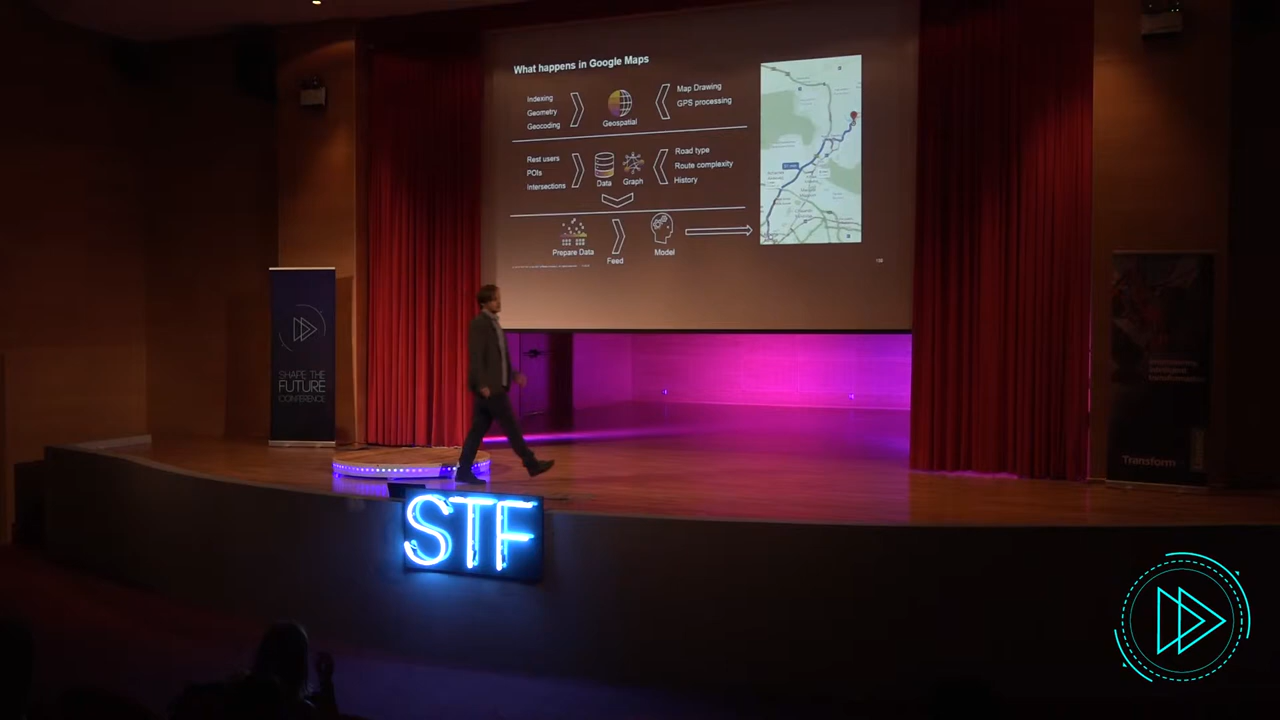 What happens in Google Maps
Indexing
Geometry
Geocoding
Geospatial
Map Drawing
GPS processing
Rest users
POIs
Intersections
Data
Graph
Road type
Route complexity
History
Prepare Data
Feed
Model
SHAPE THE
FUTURE
CONFERENCE
STF
Transform